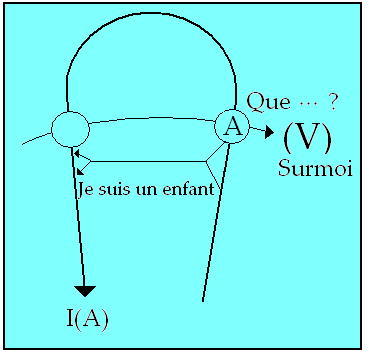 Que ... ?
A
(V)
Surmoi
Je suis un enfant
I(A)